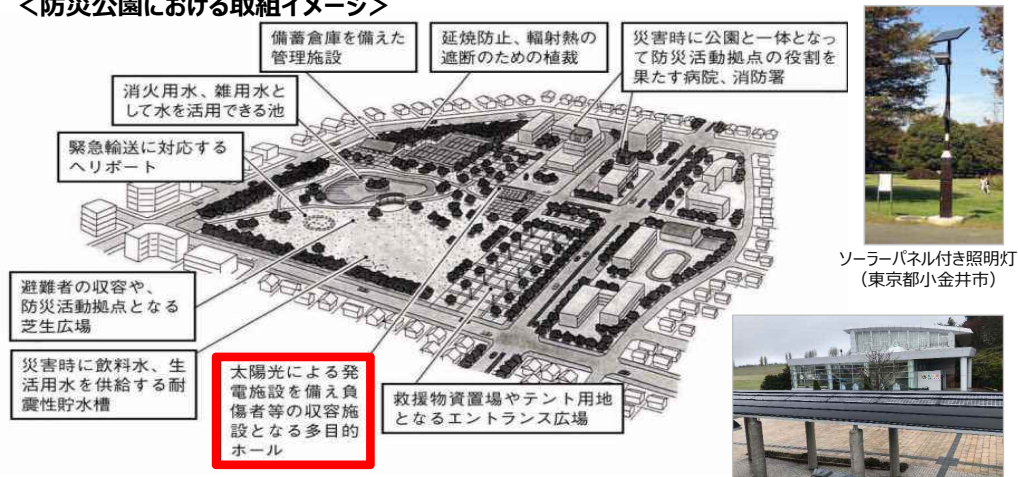 <防災公園における取組イメージ>
備蓄倉庫を備えた
管理施設
延焼防止、輻射熱の
遮断のための植栽
災害時に公園と一体となっ
て防災活動拠点の役割を
果たす病院、消防署
消火用水、雑用水と
して水を活用できる池
緊急輸送に対応する
ヘリポート
ソーラーパネル付き照明灯
(東京都小金井市)
避難者の収容や、
防災活動拠点となる
芝生広場
災害時に飲料水、生
活用水を供給する耐
震性貯水槽
太陽光による発
電施設を備え負
傷者等の収容施
設となる多目的
ホール
救援物資置場やテント用地
となるエントランス広場